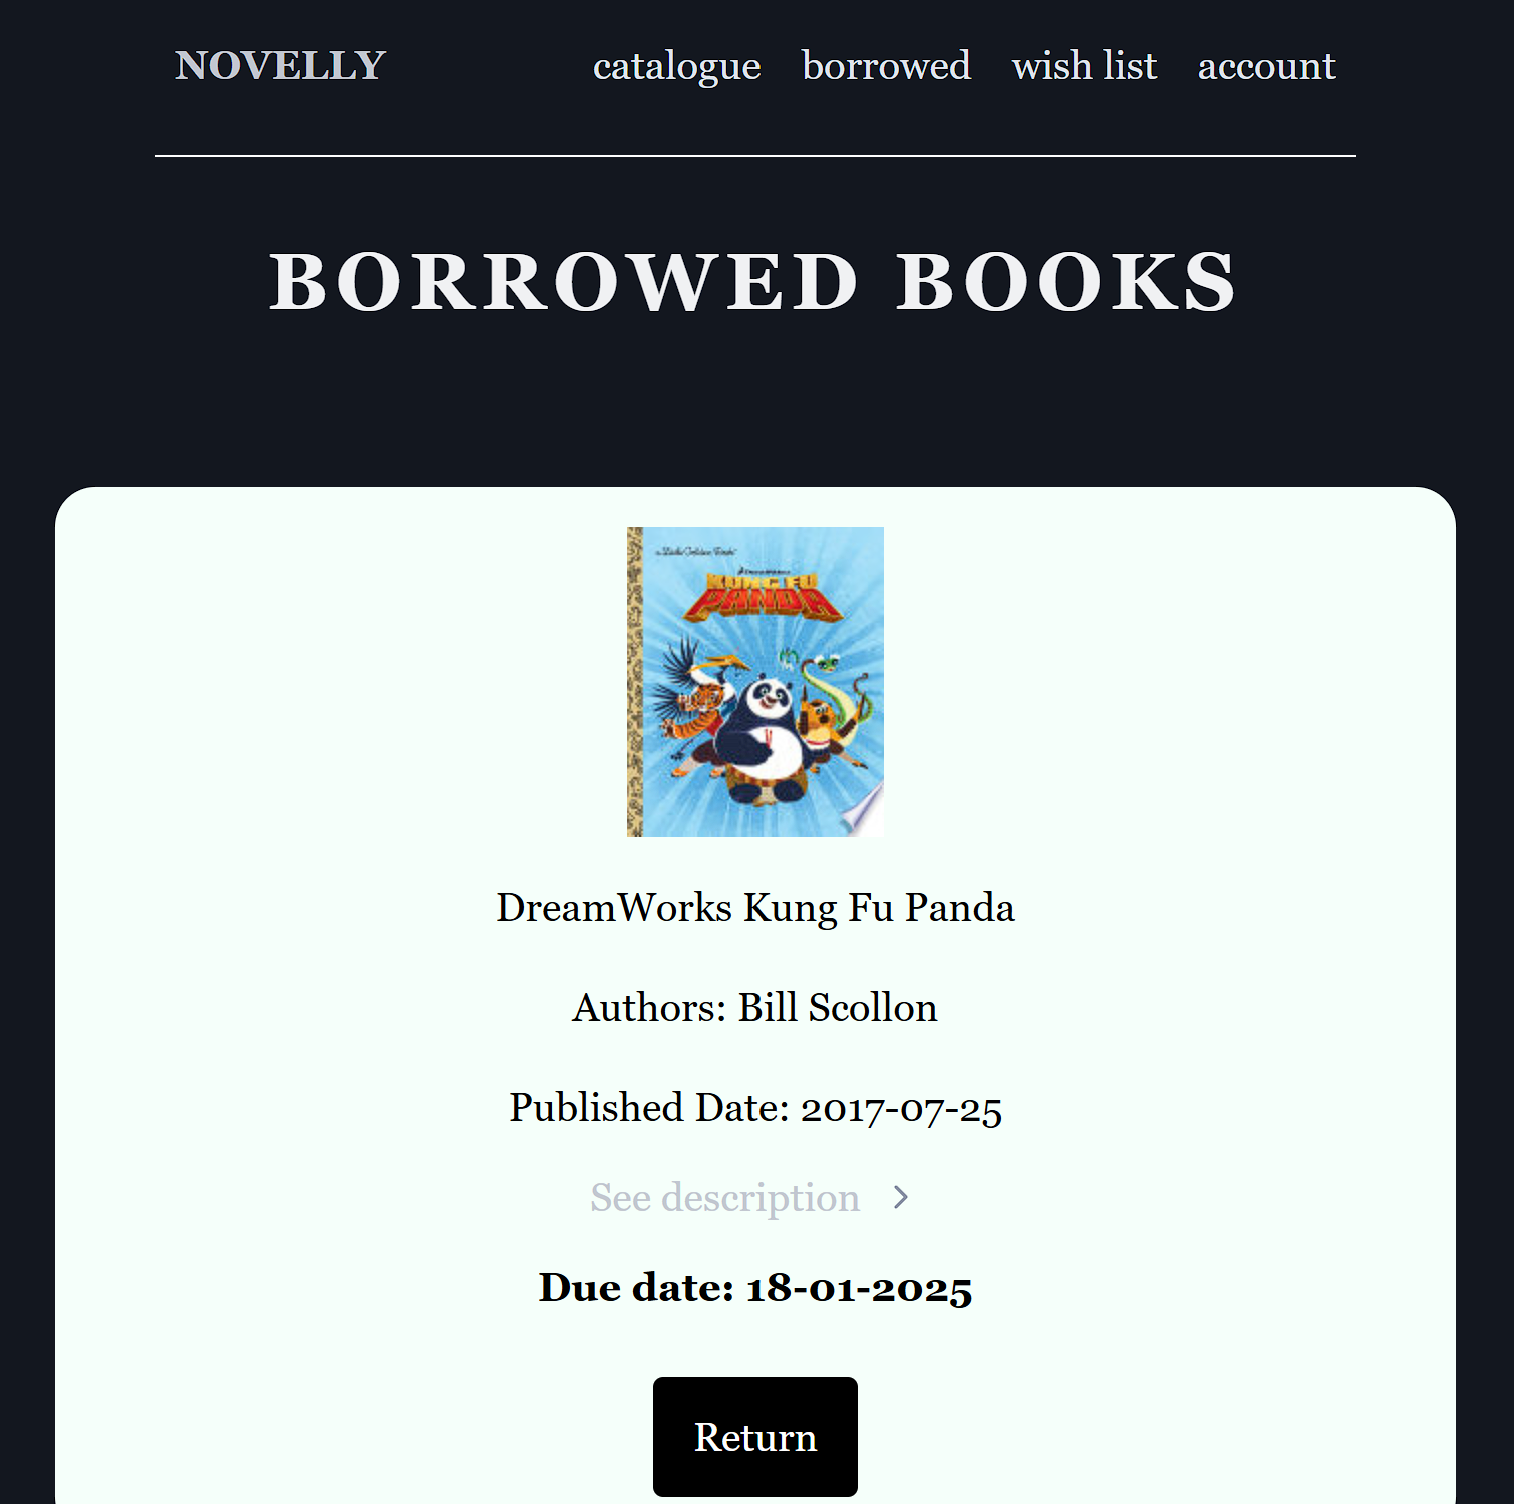 NOVELLY catalogue borrowed wish list account
BORROWED BOOKS
a Little Golden Book
DreamWorks
KUNG FU
PANDA
DreamWorks Kung Fu Panda
Authors: Bill Scollon
Published Date: 2017-07-25
See description
Due date: 18-01-2025
Return